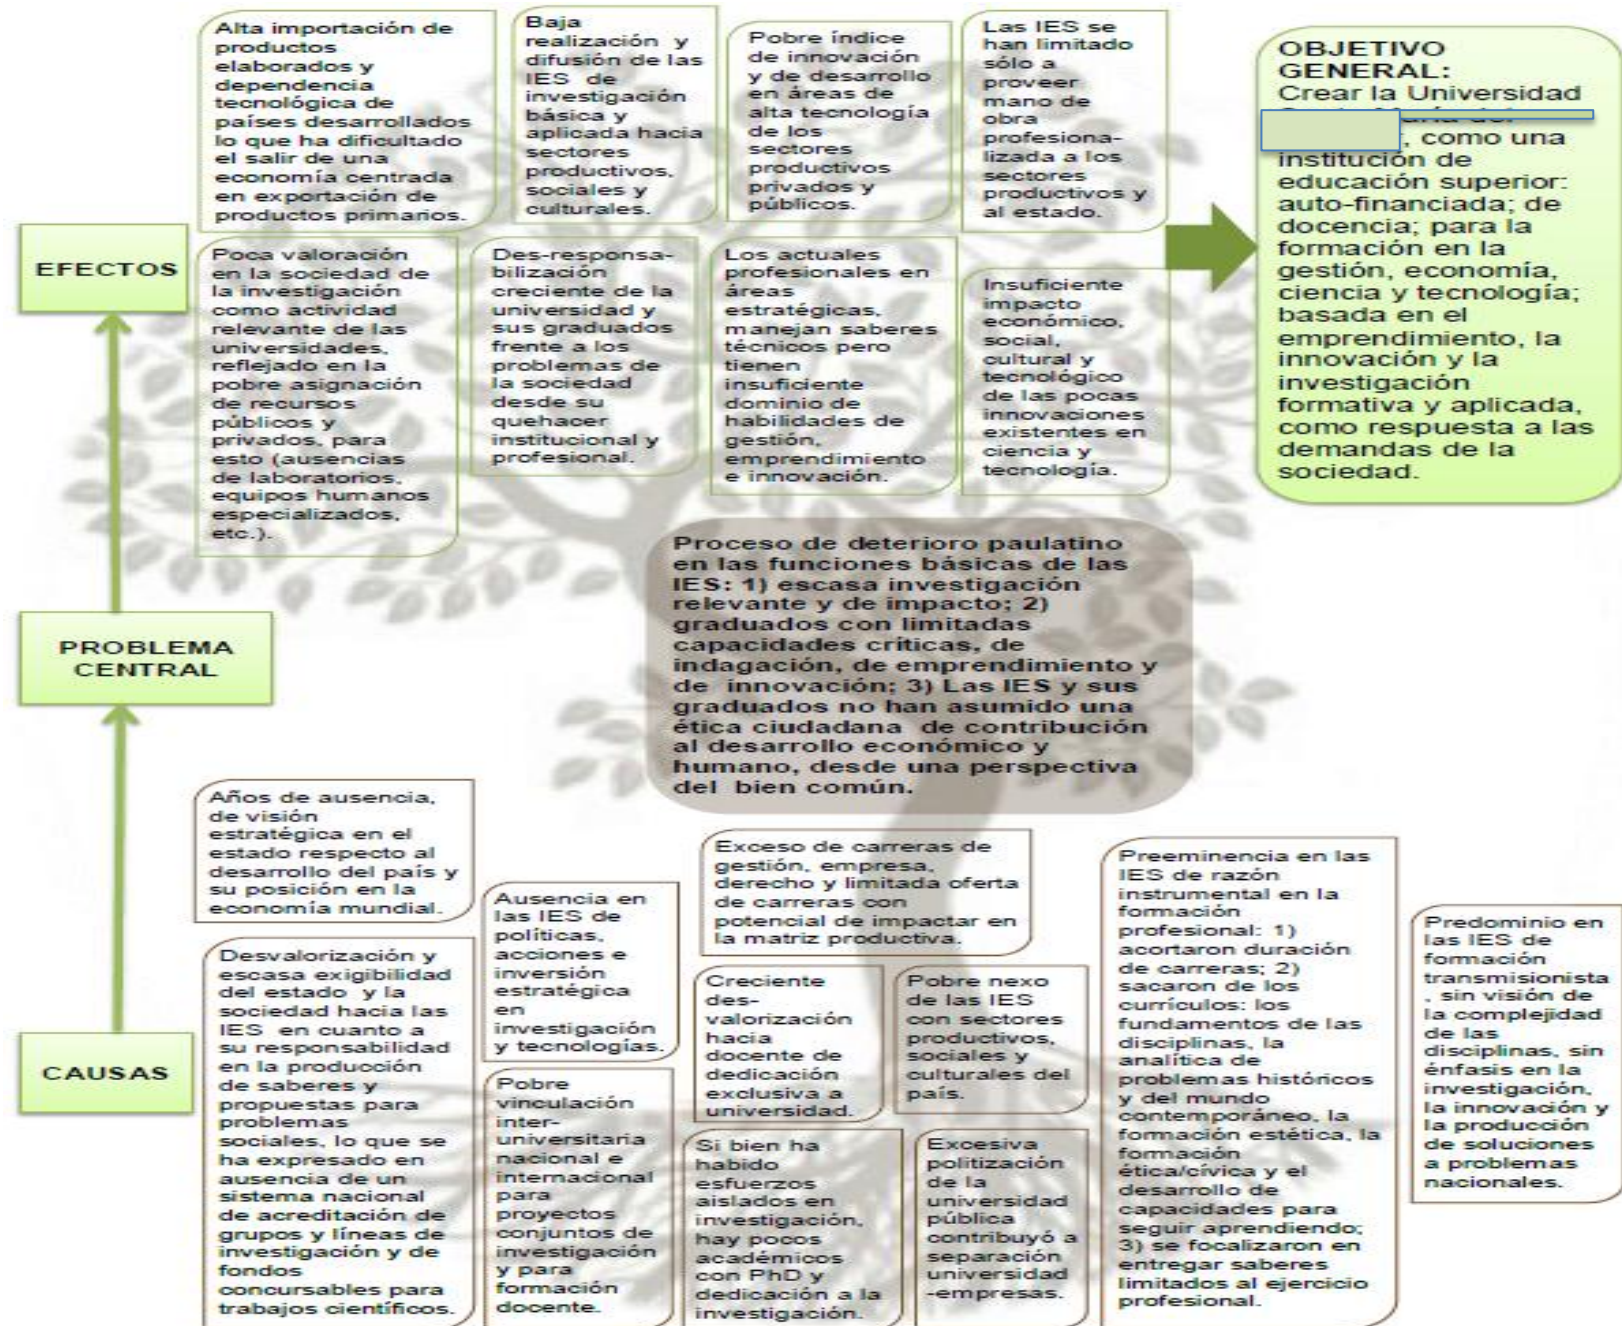 Alta importación de
productos
elaborados y
dependencia
tecnológica de
países desarrollados
lo que ha dificultado
el salir de una
economía centrada
en exportación de
productos primarios.
Baja
realización y
difusión de las
IES de
investigación
básica y
aplicada hacia
sectores
productivos,
sociales y
culturales.
Pobre índice
de innovación
y de desarrollo
en áreas de
alta tecnología
de los
sectores
productivos
privados y
públicos.
Las IES se
han limitado
sólo a
proveer
mano de
obra
profesiona-
lizada a los
sectores
productivos y
al estado.
OBJETIVO
GENERAL:
Crear la Universidad
, como una
institución de
educación superior:
auto-financiada; de
docencia; para la
formación en la
gestión, economía,
ciencia y tecnología;
basada en el
emprendimiento, la
innovación y la
investigación
formativa y aplicada,
como respuesta a las
demandas de la
sociedad.
EFECTOS
Poca valoración
en la sociedad de
la investigación
como actividad
relevante de las
universidades,
reflejado en la
pobre asignación
de recursos
públicos y
privados, para
esto (ausencias
de laboratorios,
equipos humanos
especializados,
etc.).
Des-responsa-
bilización
creciente de la
universidad y
sus graduados
frente a los
problemas de
la sociedad
desde su
quehacer
institucional y
profesional.
Los actuales
profesionales en
áreas
estratégicas,
manejan saberes
técnicos pero
tienen
insuficiente
dominio de
habilidades de
gestión,
emprendimiento
e innovación.
Insuficiente
impacto
económico,
social,
cultural y
tecnológico
de las pocas
innovaciones
existentes en
ciencia y
tecnología.
PROBLEMA
CENTRAL
Proceso de deterioro paulatino
en las funciones básicas de las
IES: 1) escasa investigación
relevante y de impacto; 2)
graduados con limitadas
capacidades críticas, de
indagación, de emprendimiento y
de innovación; 3) Las IES y sus
graduados no han asumido una
ética ciudadana de contribución
al desarrollo económico y
humano, desde una perspectiva
del bien común.
CAUSAS
Años de ausencia,
de visión
estratégica en el
estado respecto al
desarrollo del país y
su posición en la
economía mundial.
Desvalorización y
escasa exigibilidad
del estado y la
sociedad hacia las
IES en cuanto a
su responsabilidad
en la producción
de saberes y
propuestas para
problemas
sociales, lo que se
ha expresado en
ausencia de un
sistema nacional
de acreditación de
grupos y líneas de
investigación y de
fondos
concursables para
trabajos científicos.
Ausencia en
las IES de
políticas,
acciones e
inversión
estratégica
en
investigación
y tecnologías.
Pobre
vinculación
inter-
universitaria
nacional e
internacional
para
proyectos
conjuntos de
investigación
y para
formación
docente.
Exceso de carreras de
gestión, empresa,
derecho y limitada oferta
de carreras con
potencial de impactar en
la matriz productiva.
Creciente
des-
valorización
hacia
docente de
dedicación
exclusiva a
universidad.
Pobre nexo
de las IES
con sectores
productivos,
sociales y
culturales del
país.
Si bien ha
habido
esfuerzos
aislados en
investigación,
hay pocos
académicos
con PhD y
dedicación a la
investigación.
Excesiva
politización
de la
universidad
pública
contribuyó a
separación
universidad
-empresas.
Preeminencia en las
IES de razón
instrumental en la
formación
profesional: 1)
acortaron duración
de carreras; 2)
sacaron de los
currículos: los
fundamentos de las
disciplinas, la
analítica de
problemas históricos
y del mundo
contemporáneo, la
formación estética, la
formación
ética/cívica y el
desarrollo de
capacidades para
seguir aprendiendo;
3) se focalizaron en
entregar saberes
limitados al ejercicio
profesional.
Predominio en
las IES de
formación
transmisionista
, sin visión de
la complejidad
de las
disciplinas, sin
énfasis en la
investigación,
la innovación y
la producción
de soluciones
a problemas
nacionales.